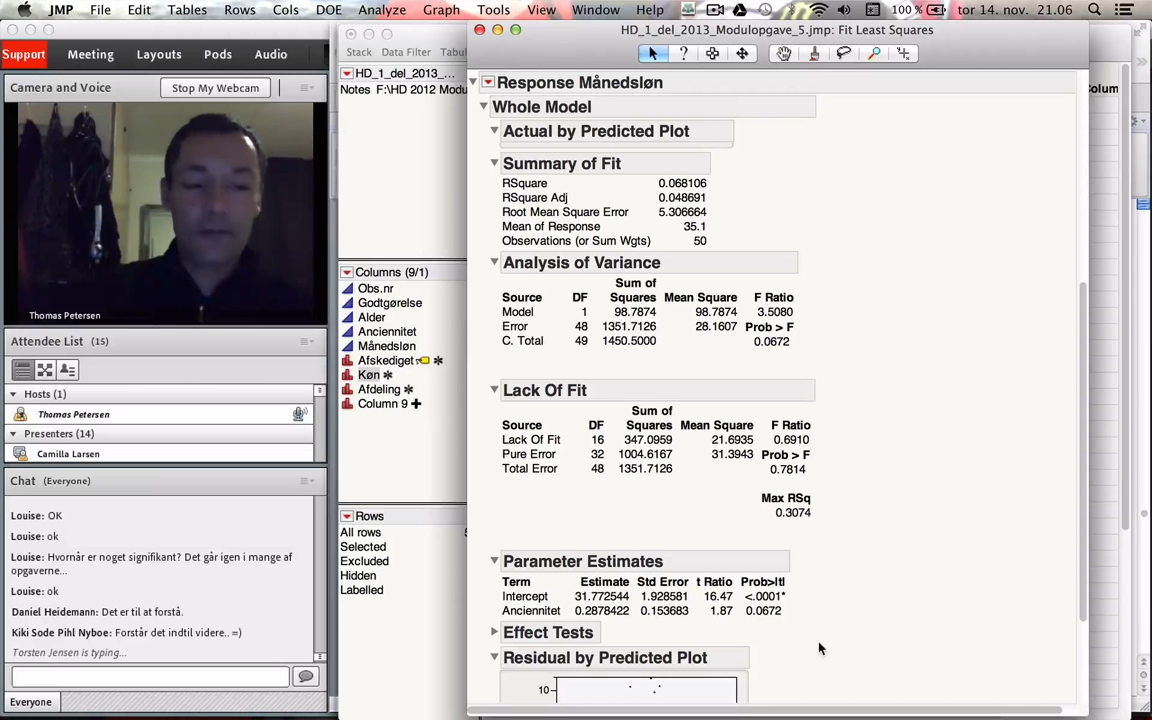 JMP File Edit Tables Rows Cols DOE Analyze Graph Tools View Window Help 100 % tor 14. nov. 21.06
Support Meeting Layouts Pods Audio
Camera and Voice Stop My Webcam
Thomas Petersen
Attendee List (15)
Hosts (1)
Thomas Petersen
Presenters (14)
Camilla Larsen
Chat (Everyone)
Louise: OK
Louise: ok
Louise: Hvornår er noget signifikant? Det går igen i mange af
opgaverne...
Louise: ok
Daniel Heidemann: Det er til at forstå.
Kiki Sode Pihl Nyboe: Forstår det indtil videre.. =)
Torsten Jensen is typing...
Everyone
Stack Data Filter Tabul
HD_1_del_2013_...
Notes F:\HD 2012 Modu
Columns (9/1)
Obs.nr
Godtgørelse
Alder
Anciennitet
Månedsløn
Afskediget
Køn
Afdeling
Column 9
Rows
All rows 5
Selected
Excluded
Hidden
Labelled
HD_1_del_2013_Modulopgave_5.jmp: Fit Least Squares
Response Månedsløn
Whole Model
Actual by Predicted Plot
Summary of Fit
RSquare 0.068106
RSquare Adj 0.048691
Root Mean Square Error 5.306664
Mean of Response 35.1
Observations (or Sum Wgts) 50
Analysis of Variance
Sum of
Source DF Squares Mean Square F Ratio
Model 1 98.7874 98.7874 3.5080
Error 48 1351.7126 28.1607 Prob > F
C. Total 49 1450.5000 0.0672
Lack Of Fit
Sum of
Source DF Squares Mean Square F Ratio
Lack Of Fit 16 347.0959 21.6935 0.6910
Pure Error 32 1004.6167 31.3943 Prob > F
Total Error 48 1351.7126 0.7814
Max RSq
0.3074
Parameter Estimates
Term Estimate Std Error t Ratio Prob>|t|
Intercept 31.772544 1.928581 16.47 <.0001*
Anciennitet 0.2878422 0.153683 1.87 0.0672
Effect Tests
Residual by Predicted Plot
10
Colum